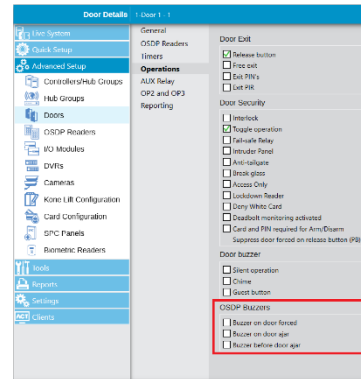 Door Details
1-Door 1 - 1
Live System
Quick Setup
Advanced Setup
Controllers/Hub Groups
Hub Groups
Doors
OSDP Readers
I/O Modules
DVRs
Cameras
Kone Lift Configuration
Card Configuration
SPC Panels
Biometric Readers
Tools
Reports
Settings
ACT Clients
General
OSDP Readers
Timers
Operations
AUX Relay
OP2 and OP3
Reporting
Door Exit
Release button
Free exit
Exit PIN's
Exit PIR
Door Security
Interlock
Toggle operation
Fail-safe Relay
Intruder Panel
Anti-tailgate
Break glass
Access Only
Lockdown Reader
Deny White Card
Deadbolt monitoring activated
Card and PIN required for Arm/Disarm
Suppress door forced on release button (PB)
Door buzzer
Silent operation
Chime
Guest button
OSDP Buzzers
Buzzer on door forced
Buzzer on door ajar
Buzzer before door ajar